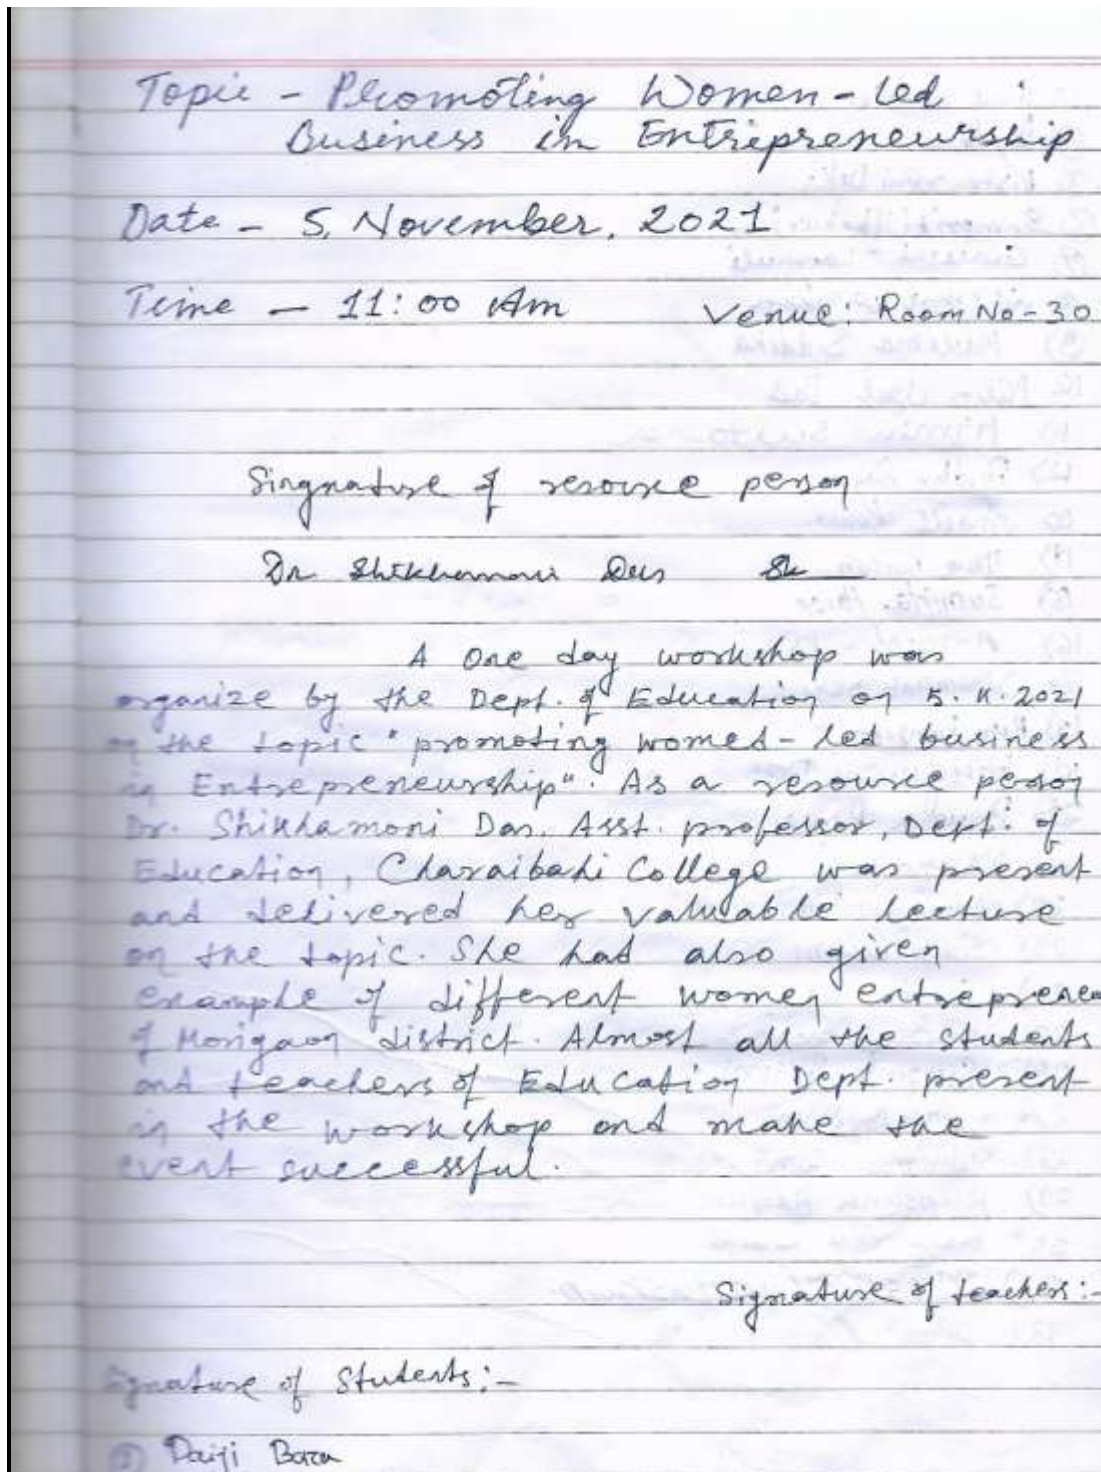 Topic - Promoting Women-led
Business in Entrepreneurship
Date - 5, November, 2021
Time - 11:00 Am Venue: Room No-30
Singnature of resource person
Dr Shikhamoni Das
A One day workshop was
organize by the Dept. of Education on 5.11.2021
on the topic "promoting womed-led business
in Entrepreneurship". As a resource person
Dr. Shikhamoni Das, Asst. professor, Dept. of
Education, Charaibahi College was present
and delivered her valuable lecture
on the topic. She had also given
example of different women entreprene
of Morigaon district. Almost all the students
and teachers of Education Dept. present
in the workshop and make the
event successful.
Signature of teachers:-
Signature of Students:-
Daiji Bora